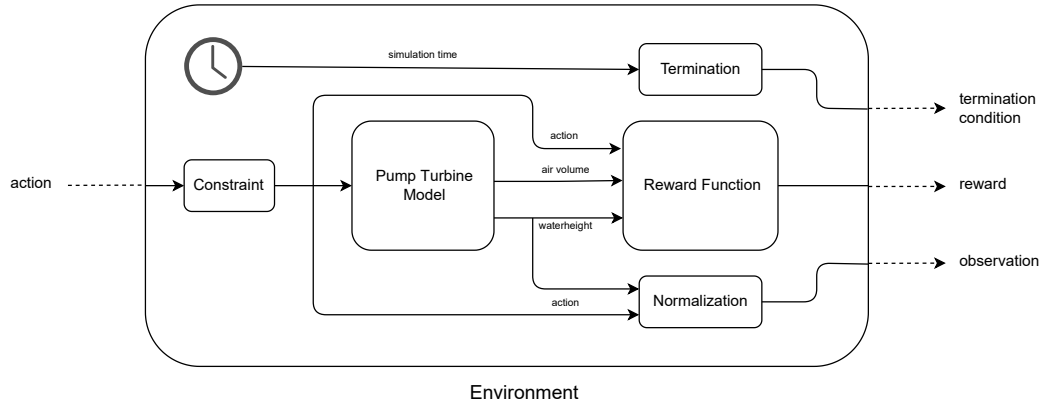 simulation time
Termination
termination
condition
action
action
Constraint
Pump Turbine
Model
air volume
waterheight
Reward Function
reward
observation
action
Normalization
Environment